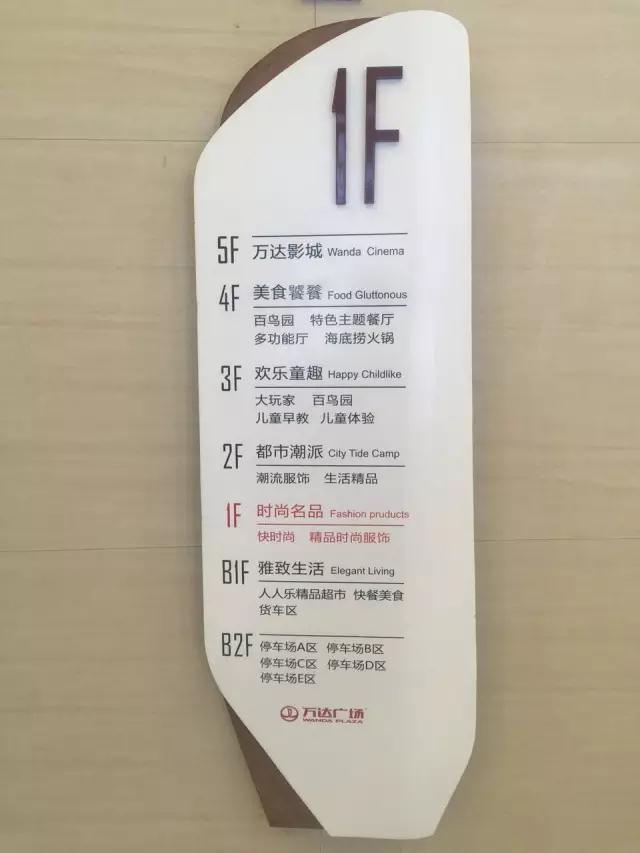 1F
5F 万达影城 Wanda Cinema
4F 美食饕餮 Food Gluttonous
百鸟园 特色主题餐厅
多功能厅 海底捞火锅
3F 欢乐童趣 Happy Childlike
大玩家 百鸟园
儿童早教 儿童体验
2F 都市潮派 City Tide Camp
潮流服饰 生活精品
1F 时尚名品 Fashion pruducts
快时尚 精品时尚服饰
B1F 雅致生活 Elegant Living
人人乐精品超市 快餐美食
货车区
B2F 停车场A区 停车场B区
停车场C区 停车场D区
停车场E区
万达广场
WANDA PLAZA